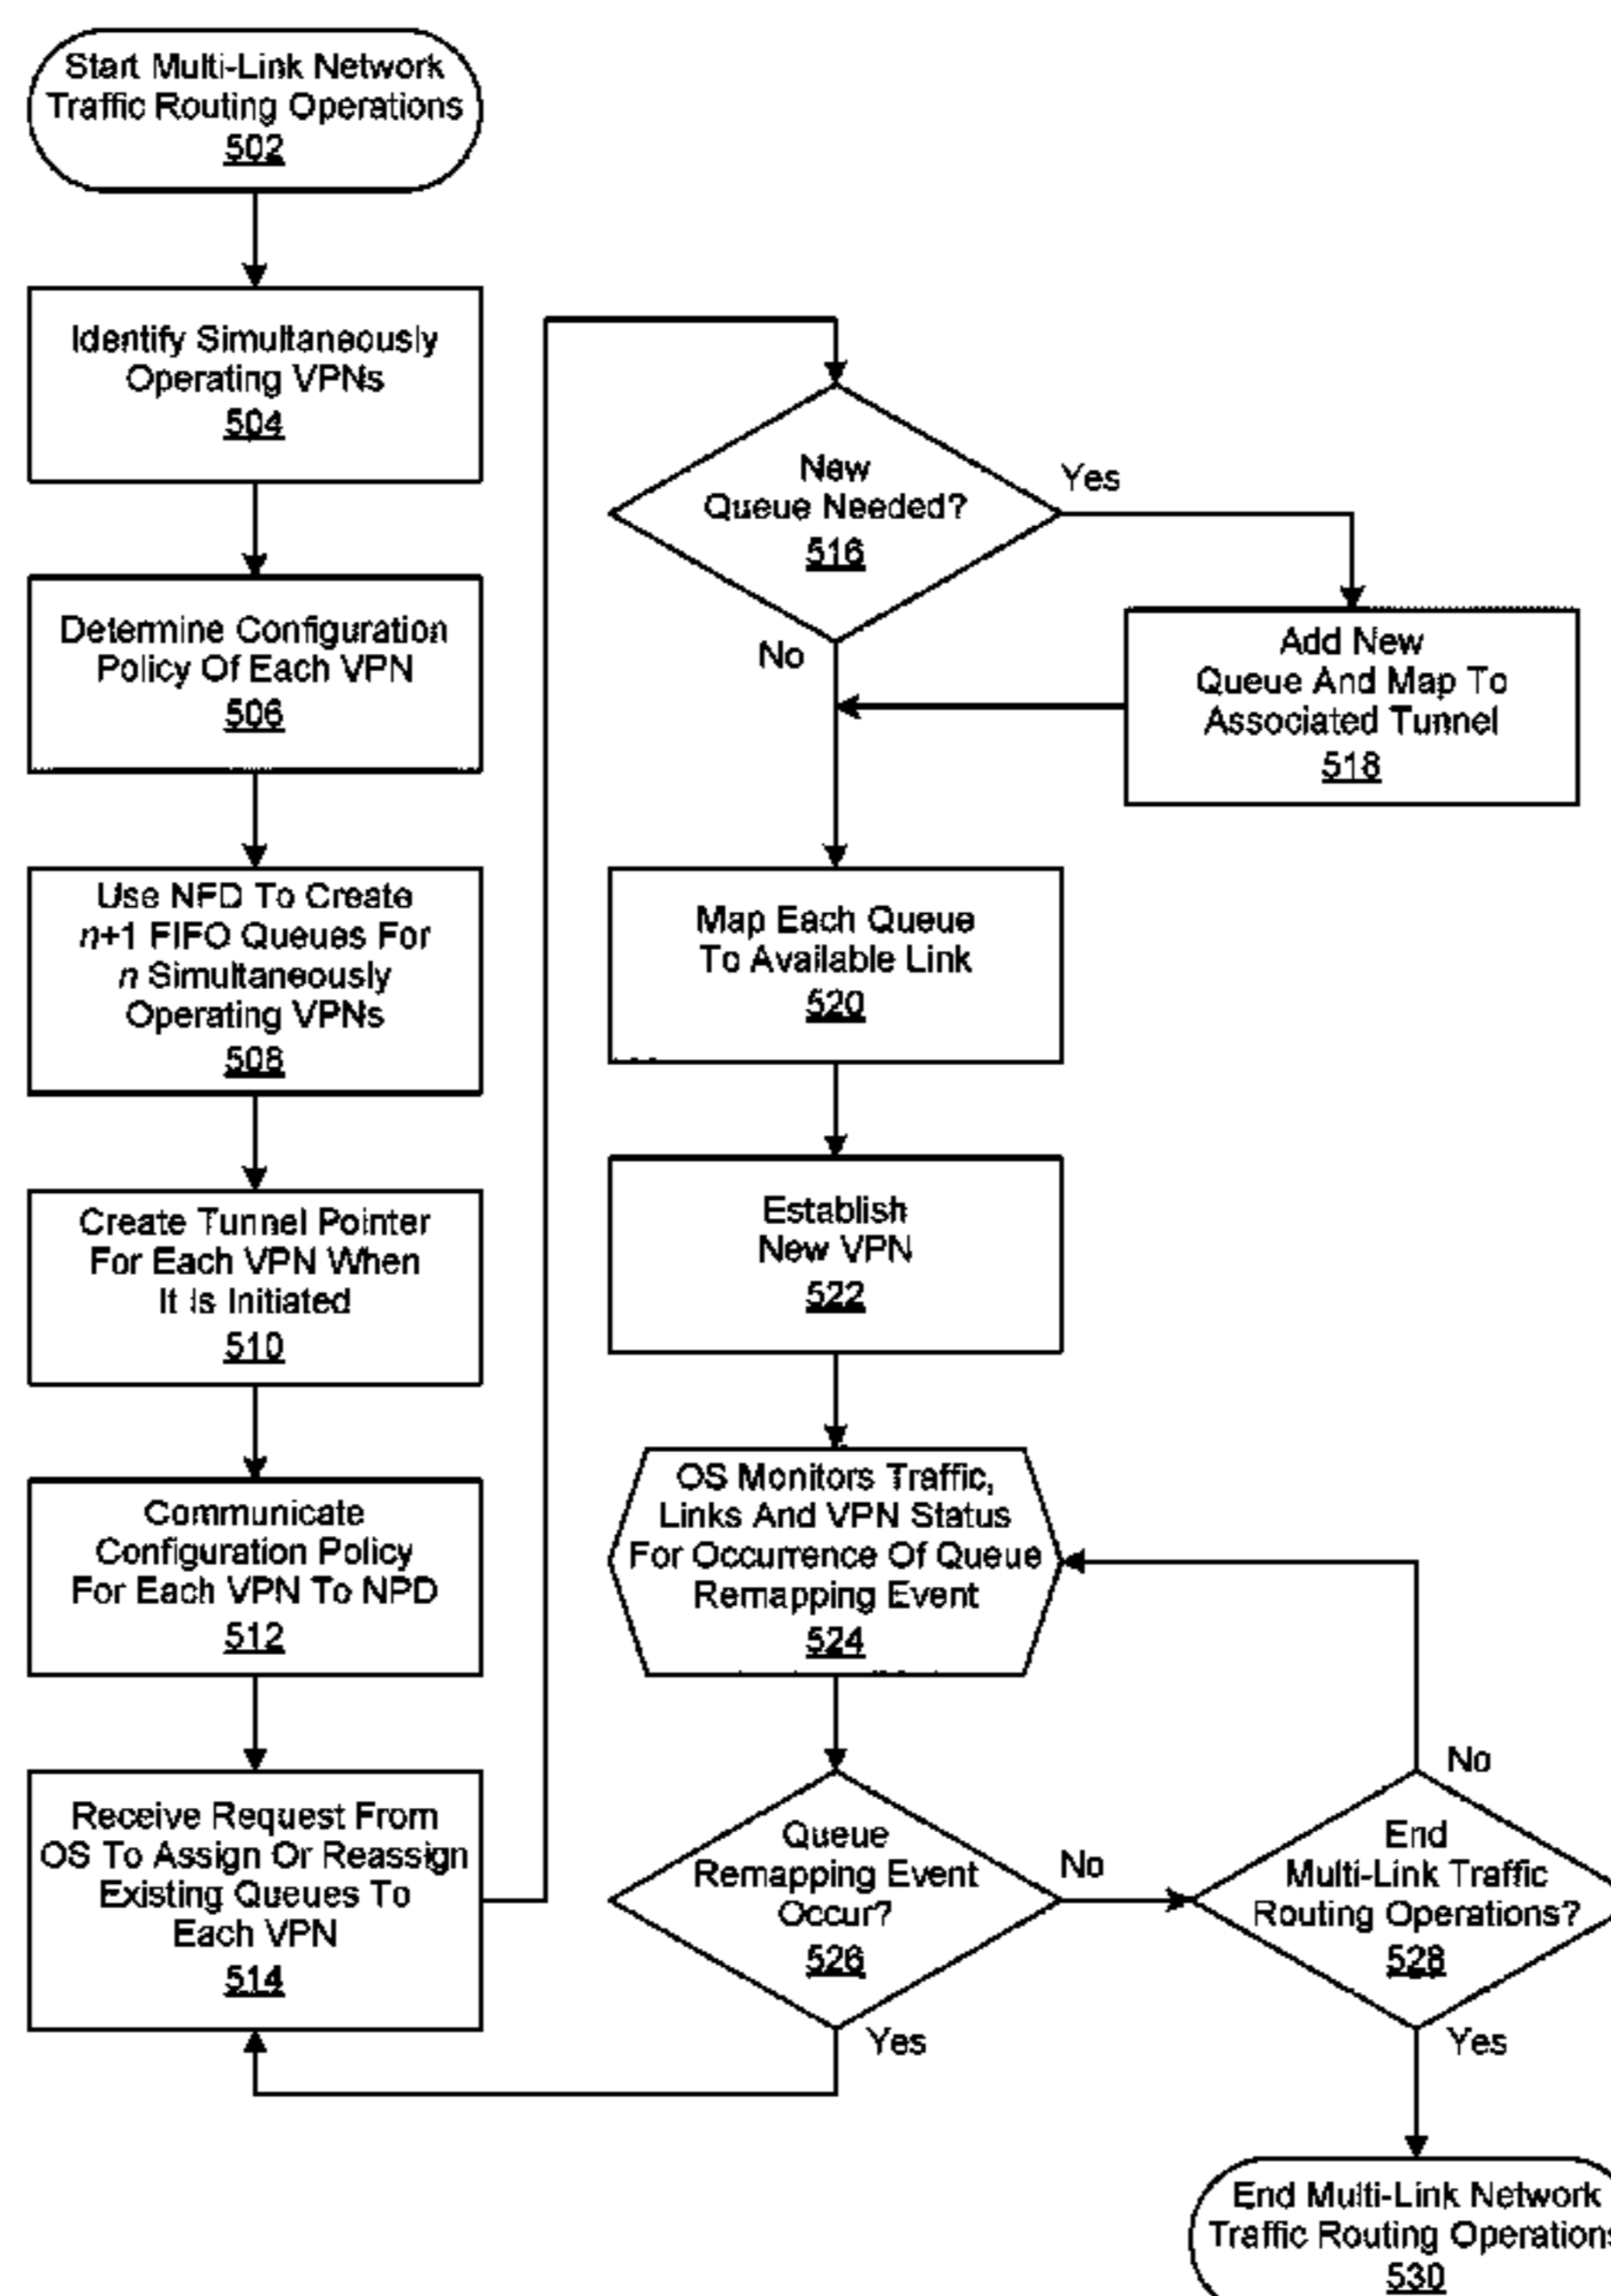 Start Multi-Link Network
Traffic Routing Operations
502
Identify Simultaneously
Operating VPNs
504
Determine Configuration
Policy Of Each VPN
506
Use NFD To Create
n+1 FIFO Queues For
n Simultaneously
Operating VPNs
508
Create Tunnel Pointer
For Each VPN When
It Is Initiated
510
Communicate
Configuration Policy
For Each VPN To NPD
512
Receive Request From
OS To Assign Or Reassign
Existing Queues To
Each VPN
514
New
Queue Needed?
516
Yes
No
Add New
Queue And Map To
Associated Tunnel
518
Map Each Queue
To Available Link
520
Establish
New VPN
522
OS Monitors Traffic,
Links And VPN Status
For Occurrence Of Queue
Remapping Event
524
Queue
Remapping Event
Occur?
526
No
Yes
End
Multi-Link Traffic
Routing Operations?
528
No
Yes
End Multi-Link Network
Traffic Routing Operations
530